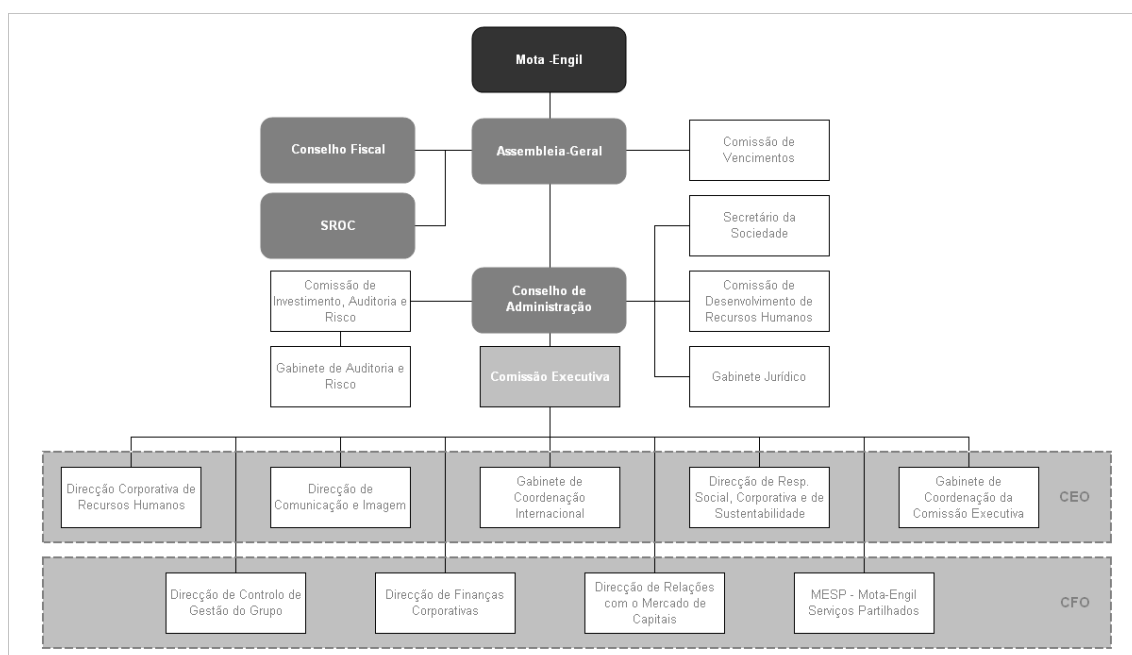 Mota -Engil
Conselho Fiscal
Assembleia-Geral
Comissão de
Vencimentos
SROC
Secretário da
Sociedade
Comissão de
Investimento, Auditoria e
Risco
Conselho de
Administração
Comissão de
Desenvolvimento de
Recursos Humanos
Gabinete de Auditoria e
Risco
Comissão Executiva
Gabinete Jurídico
Direcção Corporativa de
Recursos Humanos
Direcção de
Comunicação e Imagem
Gabinete de
Coordenação
Internacional
Direcção de Resp.
Social, Corporativa e de
Sustentabilidade
Gabinete de
Coordenação da
Comissão Executiva
CEO
Direcção de Controlo de
Gestão do Grupo
Direcção de Finanças
Corporativas
Direcção de Relações
com o Mercado de
Capitais
MESP - Mota-Engil
Serviços Partilhados
CFO